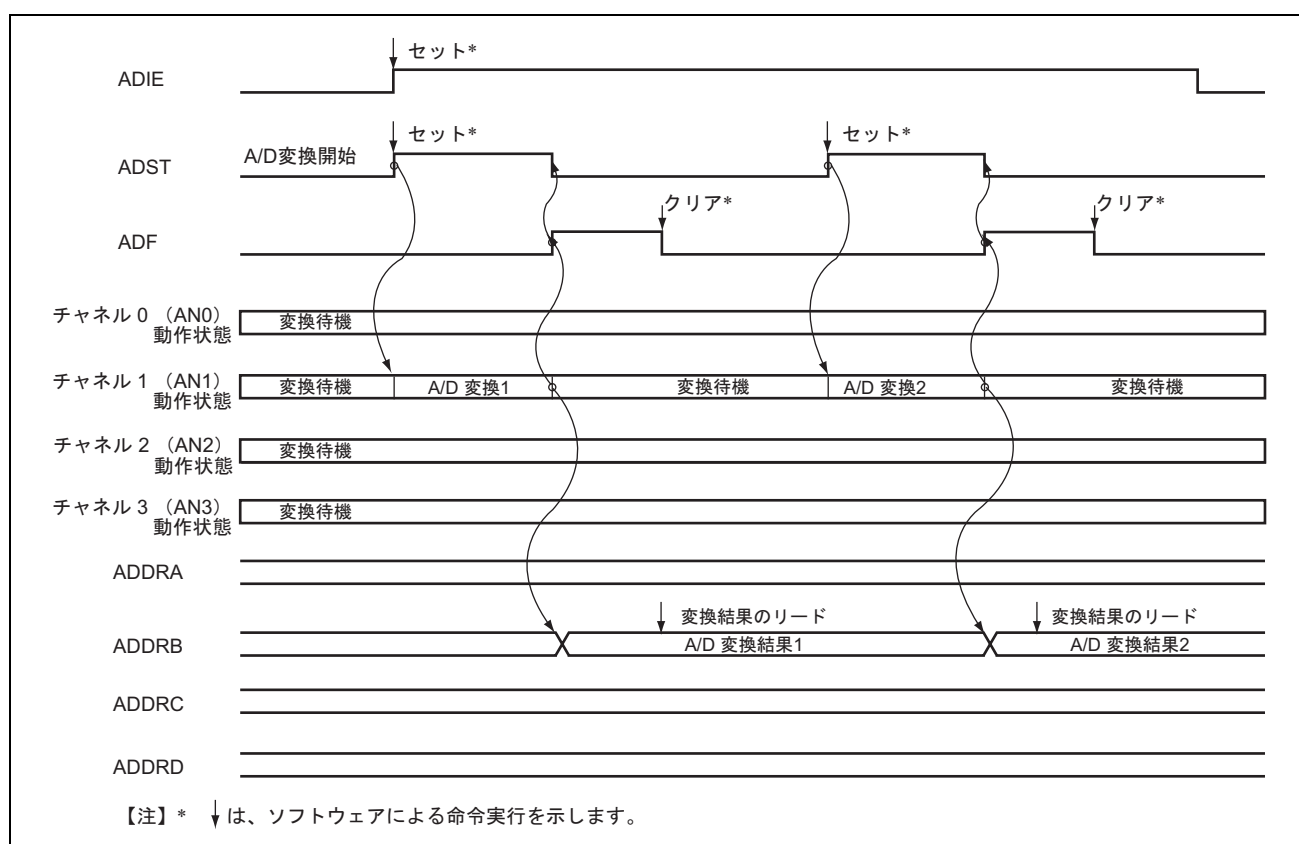 セット*
ADIE
セット*
セット*
A/D変換開始
ADST
クリア*
クリア*
ADF
チャネル 0 （AN0）
動作状態
変換待機
チャネル 1 （AN1）
動作状態
変換待機
A/D 変換1
変換待機
A/D 変換2
変換待機
チャネル 2 （AN2）
動作状態
変換待機
チャネル 3 （AN3）
動作状態
変換待機
ADDRA
変換結果のリード
変換結果のリード
ADDRB
A/D 変換結果1
A/D 変換結果2
ADDRC
ADDRD
【注】* ↓は、ソフトウェアによる命令実行を示します。